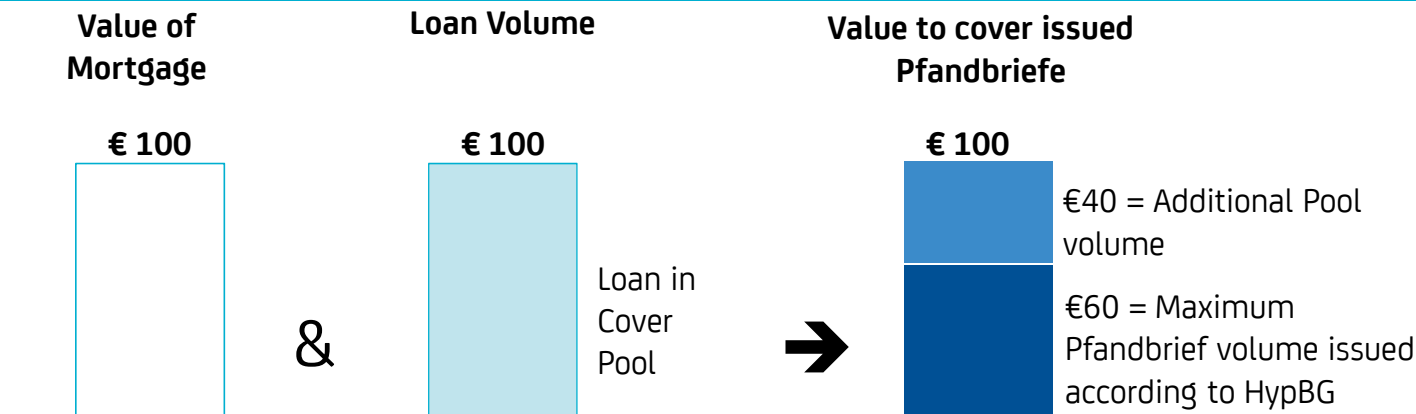 Value of
Mortgage
Loan Volume
Value to cover issued
Pfandbriefe
€ 100
€ 100
€ 100
€40 = Additional Pool
volume
Loan in
Cover
Pool
&
➔
€60 = Maximum
Pfandbrief volume issued
according to HypBG